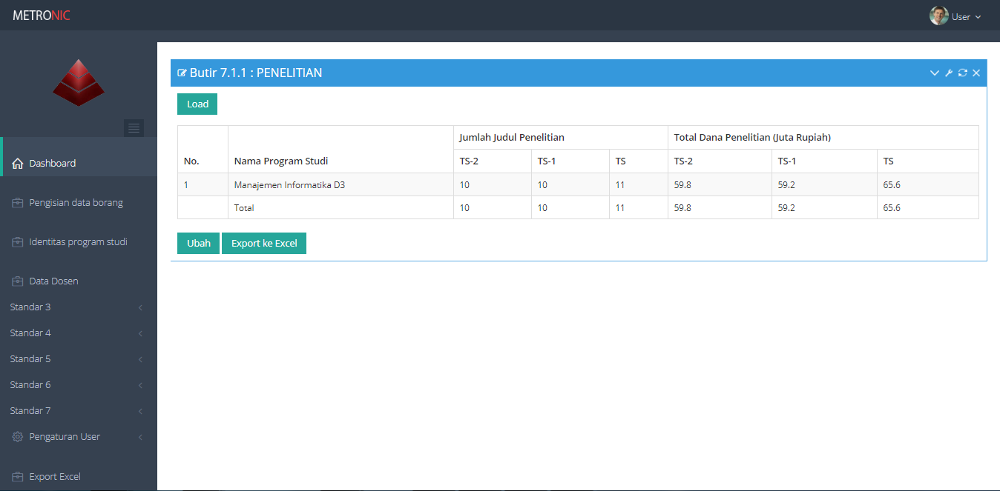 METRONIC
User
Dashboard
Pengisian data borang
Identitas program studi
Data Dosen
Standar 3
Standar 4
Standar 5
Standar 6
Standar 7
Pengaturan User
Export Excel
Butir 7.1.1 : PENELITIAN
Load
No. Nama Program Studi Jumlah Judul Penelitian Total Dana Penelitian (Juta Rupiah)
TS-2 TS-1 TS TS-2 TS-1 TS
1 Manajemen Informatika D3 10 10 11 59.8 59.2 65.6
Total 10 10 11 59.8 59.2 65.6
Ubah Export ke Excel